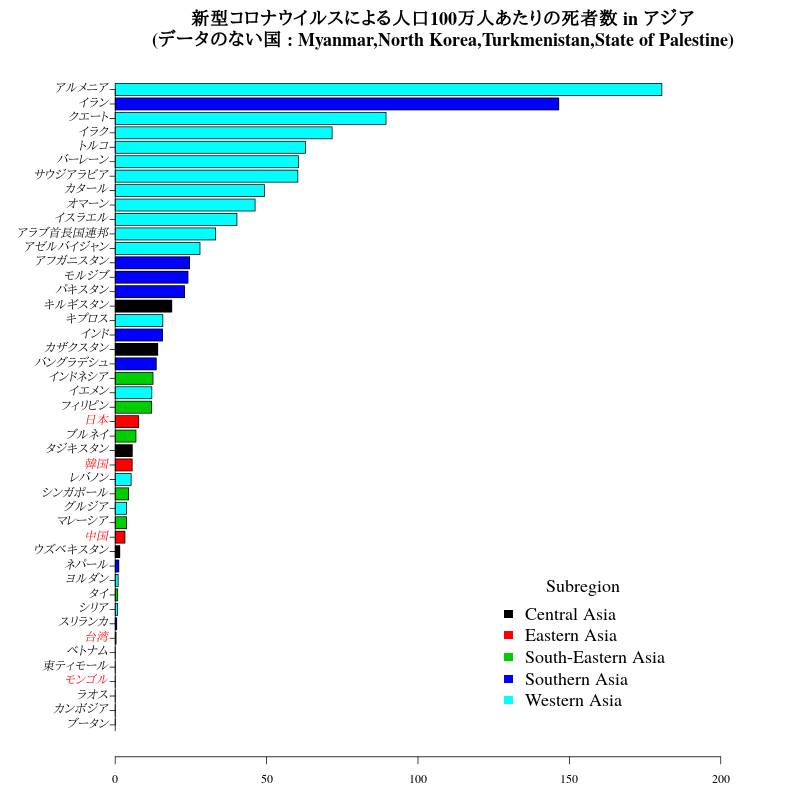 新型コロナウイルスによる人口100万人あたりの死者数 in アジア
(データのない国 : Myanmar,North Korea,Turkmenistan,State of Palestine)
アルメニア
イラン
クエート
イラク
トルコ
バーレーン
サウジアラビア
カタール
オマーン
イスラエル
アラブ首長国連邦
アゼルバイジャン
アフガニスタン
モルジブ
パキスタン
キルギスタン
キプロス
インド
カザクスタン
バングラデシュ
インドネシア
イエメン
フィリピン
日本
ブルネイ
タジキスタン
韓国
レバノン
シンガポール
グルジア
マレーシア
中国
ウズベキスタン
ネパール
ヨルダン
タイ
シリア
スリランカ
台湾
ベトナム
東ティモール
モンゴル
ラオス
カンボジア
ブータン
Subregion
Central Asia
Eastern Asia
South-Eastern Asia
Southern Asia
Western Asia
0 50 100 150 200